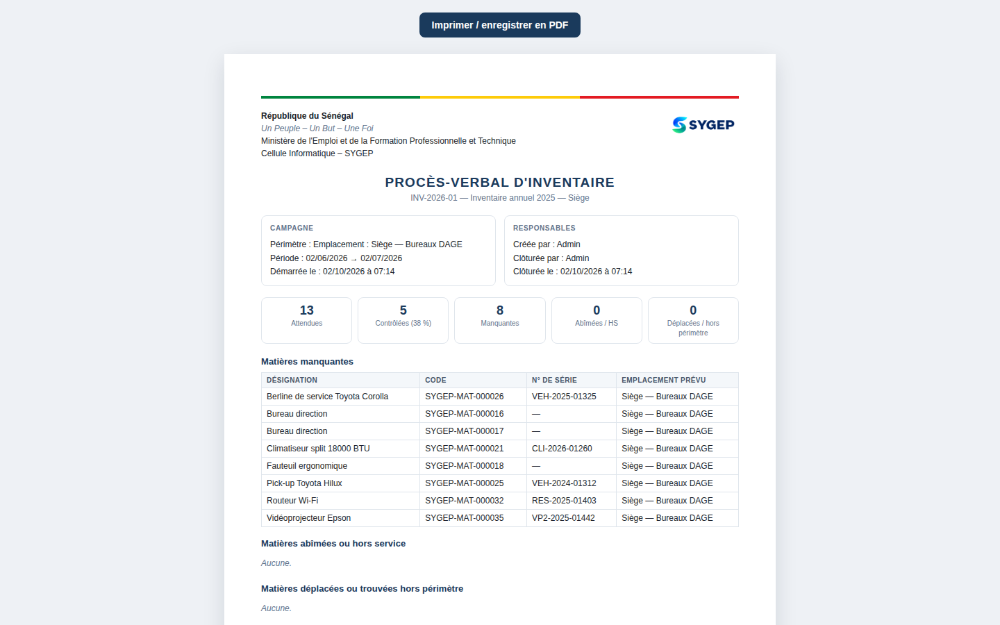 Imprimer / enregistrer en PDF
République du Sénégal
Un Peuple – Un But – Une Foi
Ministère de l'Emploi et de la Formation Professionnelle et Technique
Cellule Informatique – SYGEP
SYGEP
PROCÈS-VERBAL D'INVENTAIRE
INV-2026-01 — Inventaire annuel 2025 — Siège
CAMPAGNE
Périmètre : Emplacement : Siège — Bureaux DAGE
Période : 02/06/2026 → 02/07/2026
Démarrée le : 02/10/2026 à 07:14
RESPONSABLES
Créée par : Admin
Clôturée par : Admin
Clôturée le : 02/10/2026 à 07:14
13
Attendues
5
Contrôlées (38 %)
8
Manquantes
0
Abîmées / HS
0
Déplacées / hors
périmètre
Matières manquantes
DÉSIGNATION CODE N° DE SÉRIE EMPLACEMENT PRÉVU
Berline de service Toyota Corolla SYGEP-MAT-000026 VEH-2025-01325 Siège — Bureaux DAGE
Bureau direction SYGEP-MAT-000016 — Siège — Bureaux DAGE
Bureau direction SYGEP-MAT-000017 — Siège — Bureaux DAGE
Climatiseur split 18000 BTU SYGEP-MAT-000021 CLI-2026-01260 Siège — Bureaux DAGE
Fauteuil ergonomique SYGEP-MAT-000018 — Siège — Bureaux DAGE
Pick-up Toyota Hilux SYGEP-MAT-000025 VEH-2024-01312 Siège — Bureaux DAGE
Routeur Wi-Fi SYGEP-MAT-000032 RES-2025-01403 Siège — Bureaux DAGE
Vidéoprojecteur Epson SYGEP-MAT-000035 VP2-2025-01442 Siège — Bureaux DAGE
Matières abîmées ou hors service
Aucune.
Matières déplacées ou trouvées hors périmètre
Aucune.